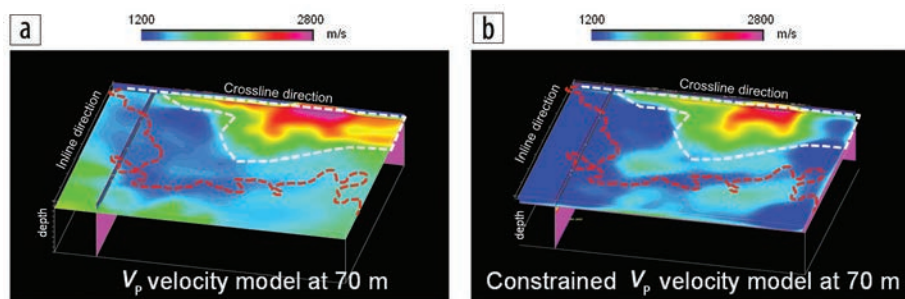 a
1200
2800
m/s
Crossline direction
Inline direction
depth
Vp velocity model at 70 m
b
1200
2800
m/s
Crossline direction
Inline direction
depth
Constrained Vp velocity model at 70 m